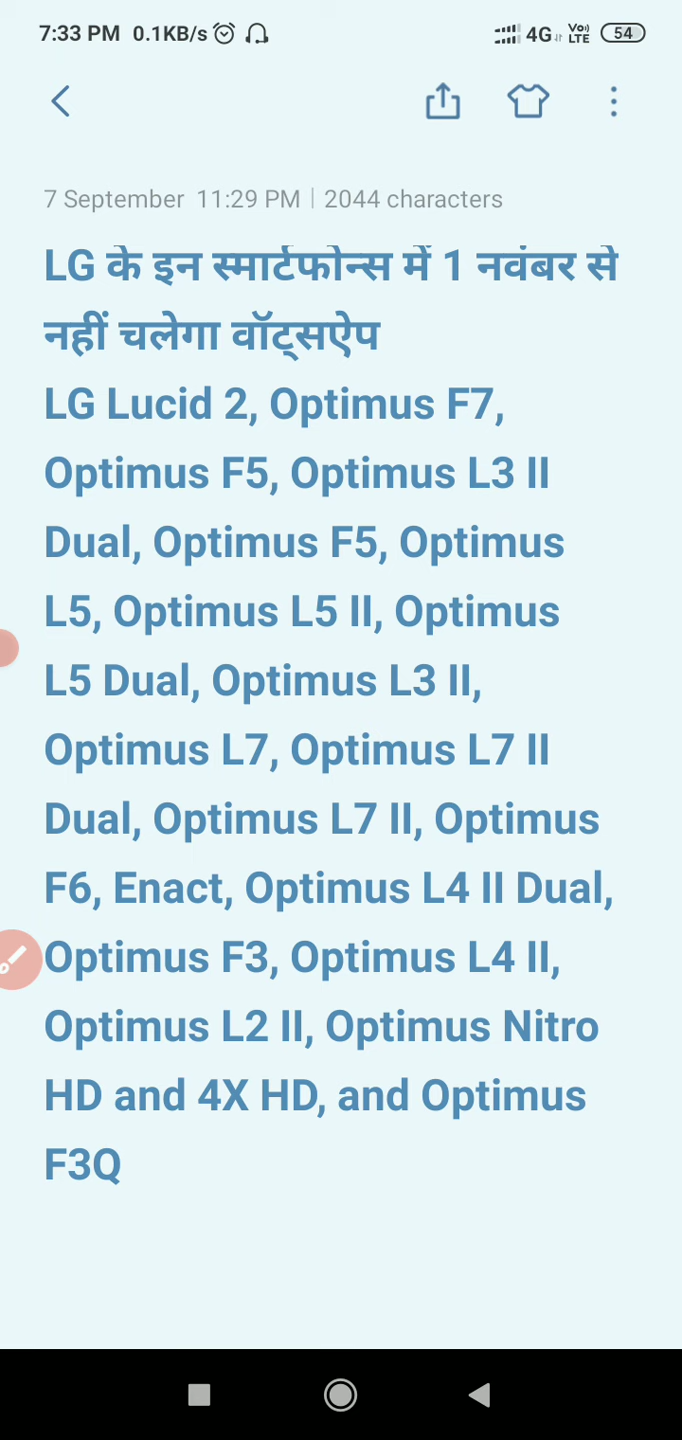 7:33 PM 0.1KB/s 4G Vo) LTE 54
7 September 11:29 PM | 2044 characters
LG के इन स्मार्टफोन्स में 1 नवंबर से
नहीं चलेगा वॉट्सऐप
LG Lucid 2, Optimus F7,
Optimus F5, Optimus L3 II
Dual, Optimus F5, Optimus
L5, Optimus L5 II, Optimus
L5 Dual, Optimus L3 II,
Optimus L7, Optimus L7 II
Dual, Optimus L7 II, Optimus
F6, Enact, Optimus L4 II Dual,
Optimus F3, Optimus L4 II,
Optimus L2 II, Optimus Nitro
HD and 4X HD, and Optimus
F3Q